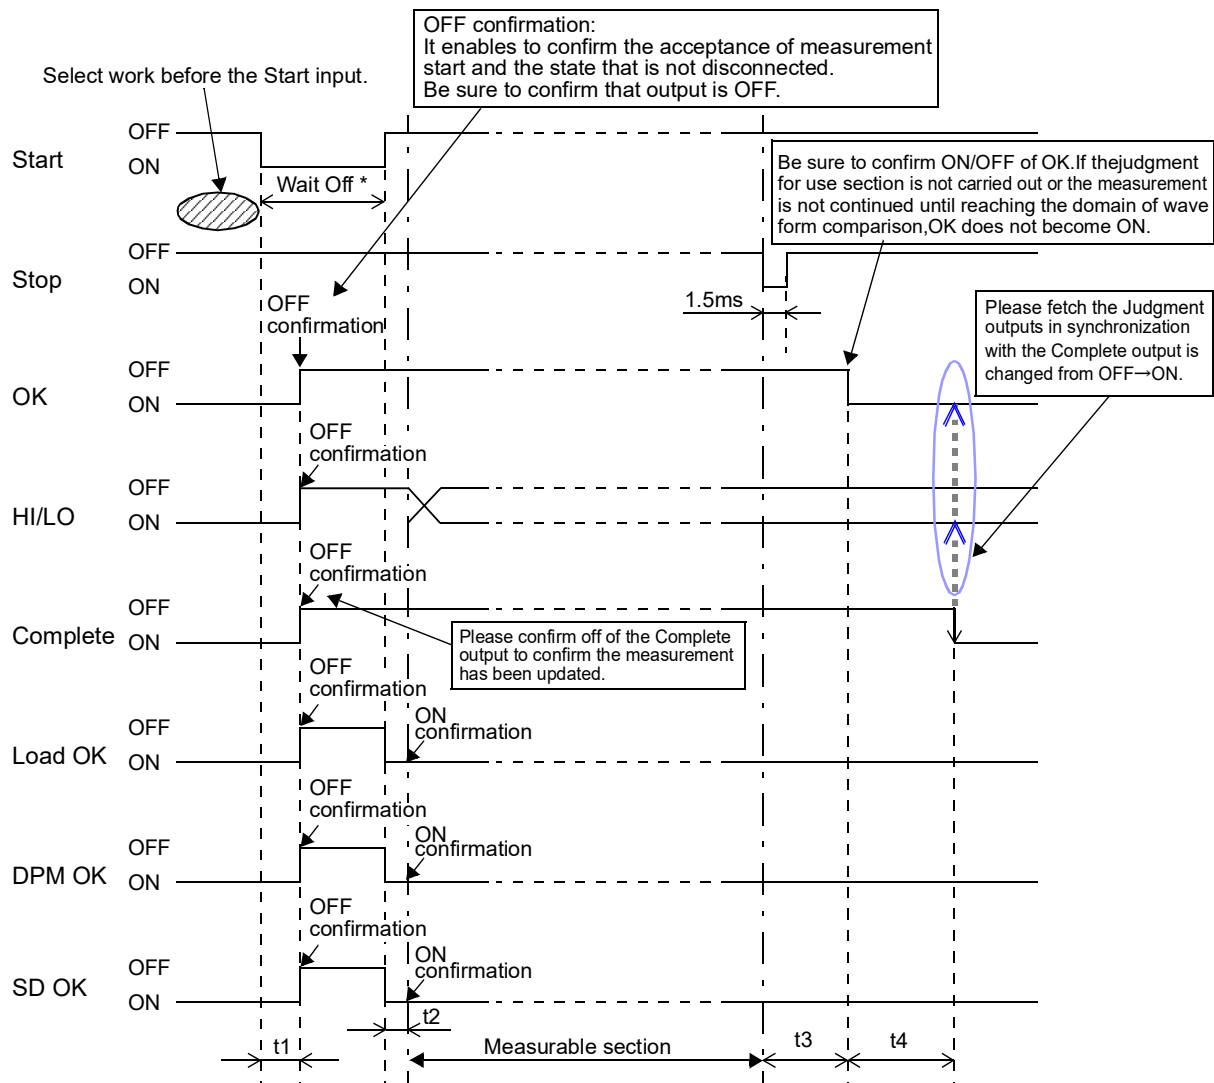 OFF confirmation:
It enables to confirm the acceptance of measurement
start and the state that is not disconnected.
Be sure to confirm that output is OFF.
Select work before the Start input.
OFF
Start
ON
Wait Off *
Be sure to confirm ON/OFF of OK.If thejudgment
for use section is not carried out or the measurement
is not continued until reaching the domain of wave
form comparison,OK does not become ON.
OFF
Stop
ON
1.5ms
OFF
confirmation
Please fetch the Judgment
outputs in synchronization
with the Complete output is
changed from OFF→ON.
OFF
OK
ON
OFF
confirmation
OFF
HI/LO
ON
OFF
confirmation
OFF
Complete
ON
Please confirm off of the Complete
output to confirm the measurement
has been updated.
OFF
confirmation
ON
confirmation
OFF
Load OK
ON
OFF
confirmation
ON
confirmation
OFF
DPM OK
ON
OFF
confirmation
ON
confirmation
OFF
SD OK
ON
t2
t1
Measurable section
t3
t4